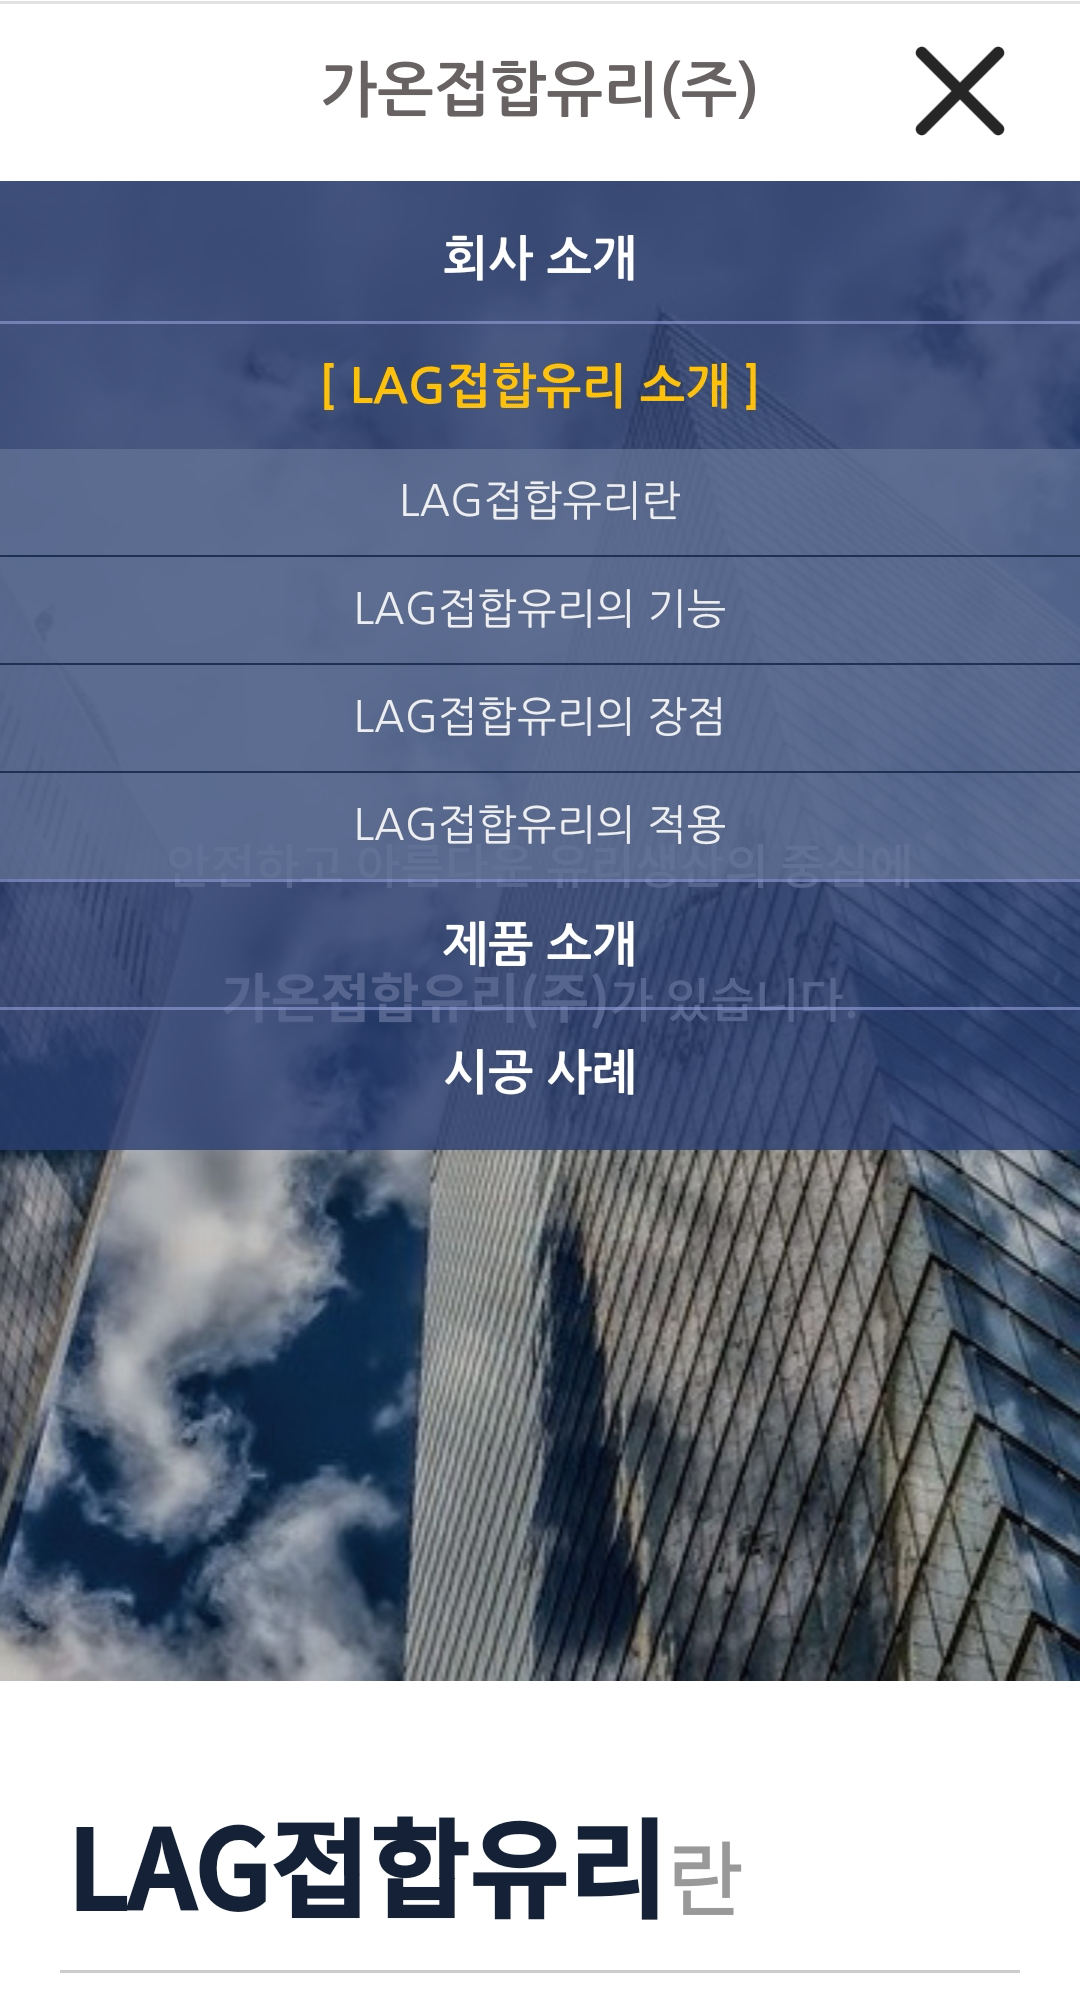 가온접합유리(주)
회사 소개
[ LAG접합유리 소개 ]
LAG접합유리란
LAG접합유리의 기능
LAG접합유리의 장점
LAG접합유리의 적용
안전하고 아름다운 유리생산의 중심에
제품 소개
가온접합유리(주)가 있습니다.
시공 사례
LAG접합유리란